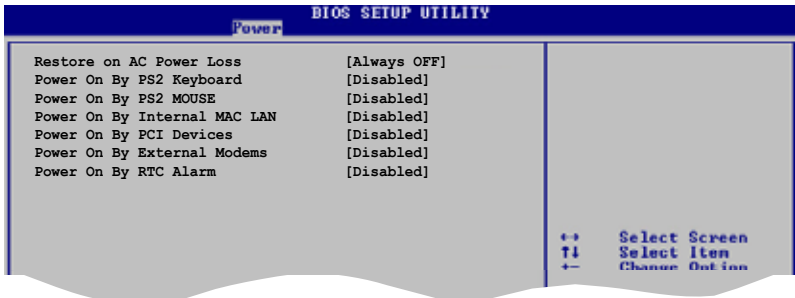 BIOS SETUP UTILITY
Power
Restore on AC Power Loss [Always OFF]
Power On By PS2 Keyboard [Disabled]
Power On By PS2 MOUSE [Disabled]
Power On By Internal MAC LAN [Disabled]
Power On By PCI Devices [Disabled]
Power On By External Modems [Disabled]
Power On By RTC Alarm [Disabled]
↔ Select Screen
↑↓ Select Item
+- Change Option